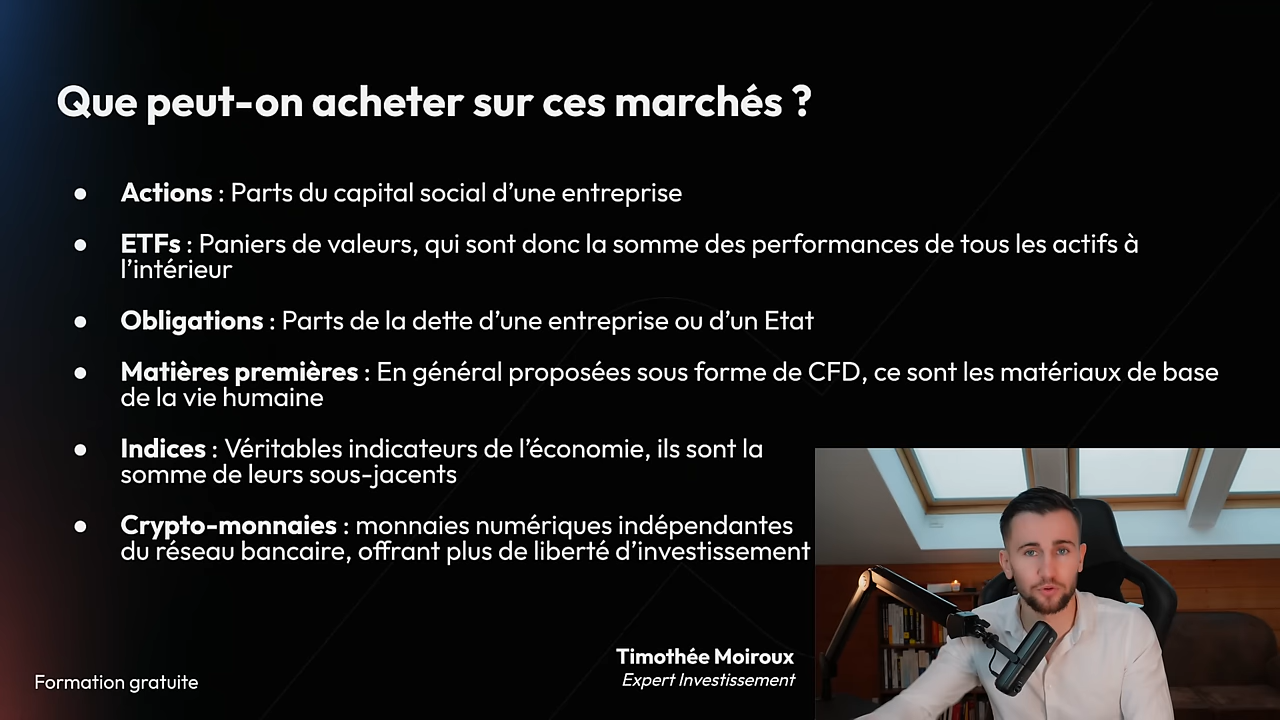 Que peut-on acheter sur ces marchés ?
● Actions : Parts du capital social d’une entreprise
● ETFs : Paniers de valeurs, qui sont donc la somme des performances de tous les actifs à
l’intérieur
● Obligations : Parts de la dette d’une entreprise ou d’un Etat
● Matières premières : En général proposées sous forme de CFD, ce sont les matériaux de base
de la vie humaine
● Indices : Véritables indicateurs de l’économie, ils sont la
somme de leurs sous-jacents
● Crypto-monnaies : monnaies numériques indépendantes
du réseau bancaire, offrant plus de liberté d’investissement
Timothée Moiroux
Expert Investissement
Formation gratuite